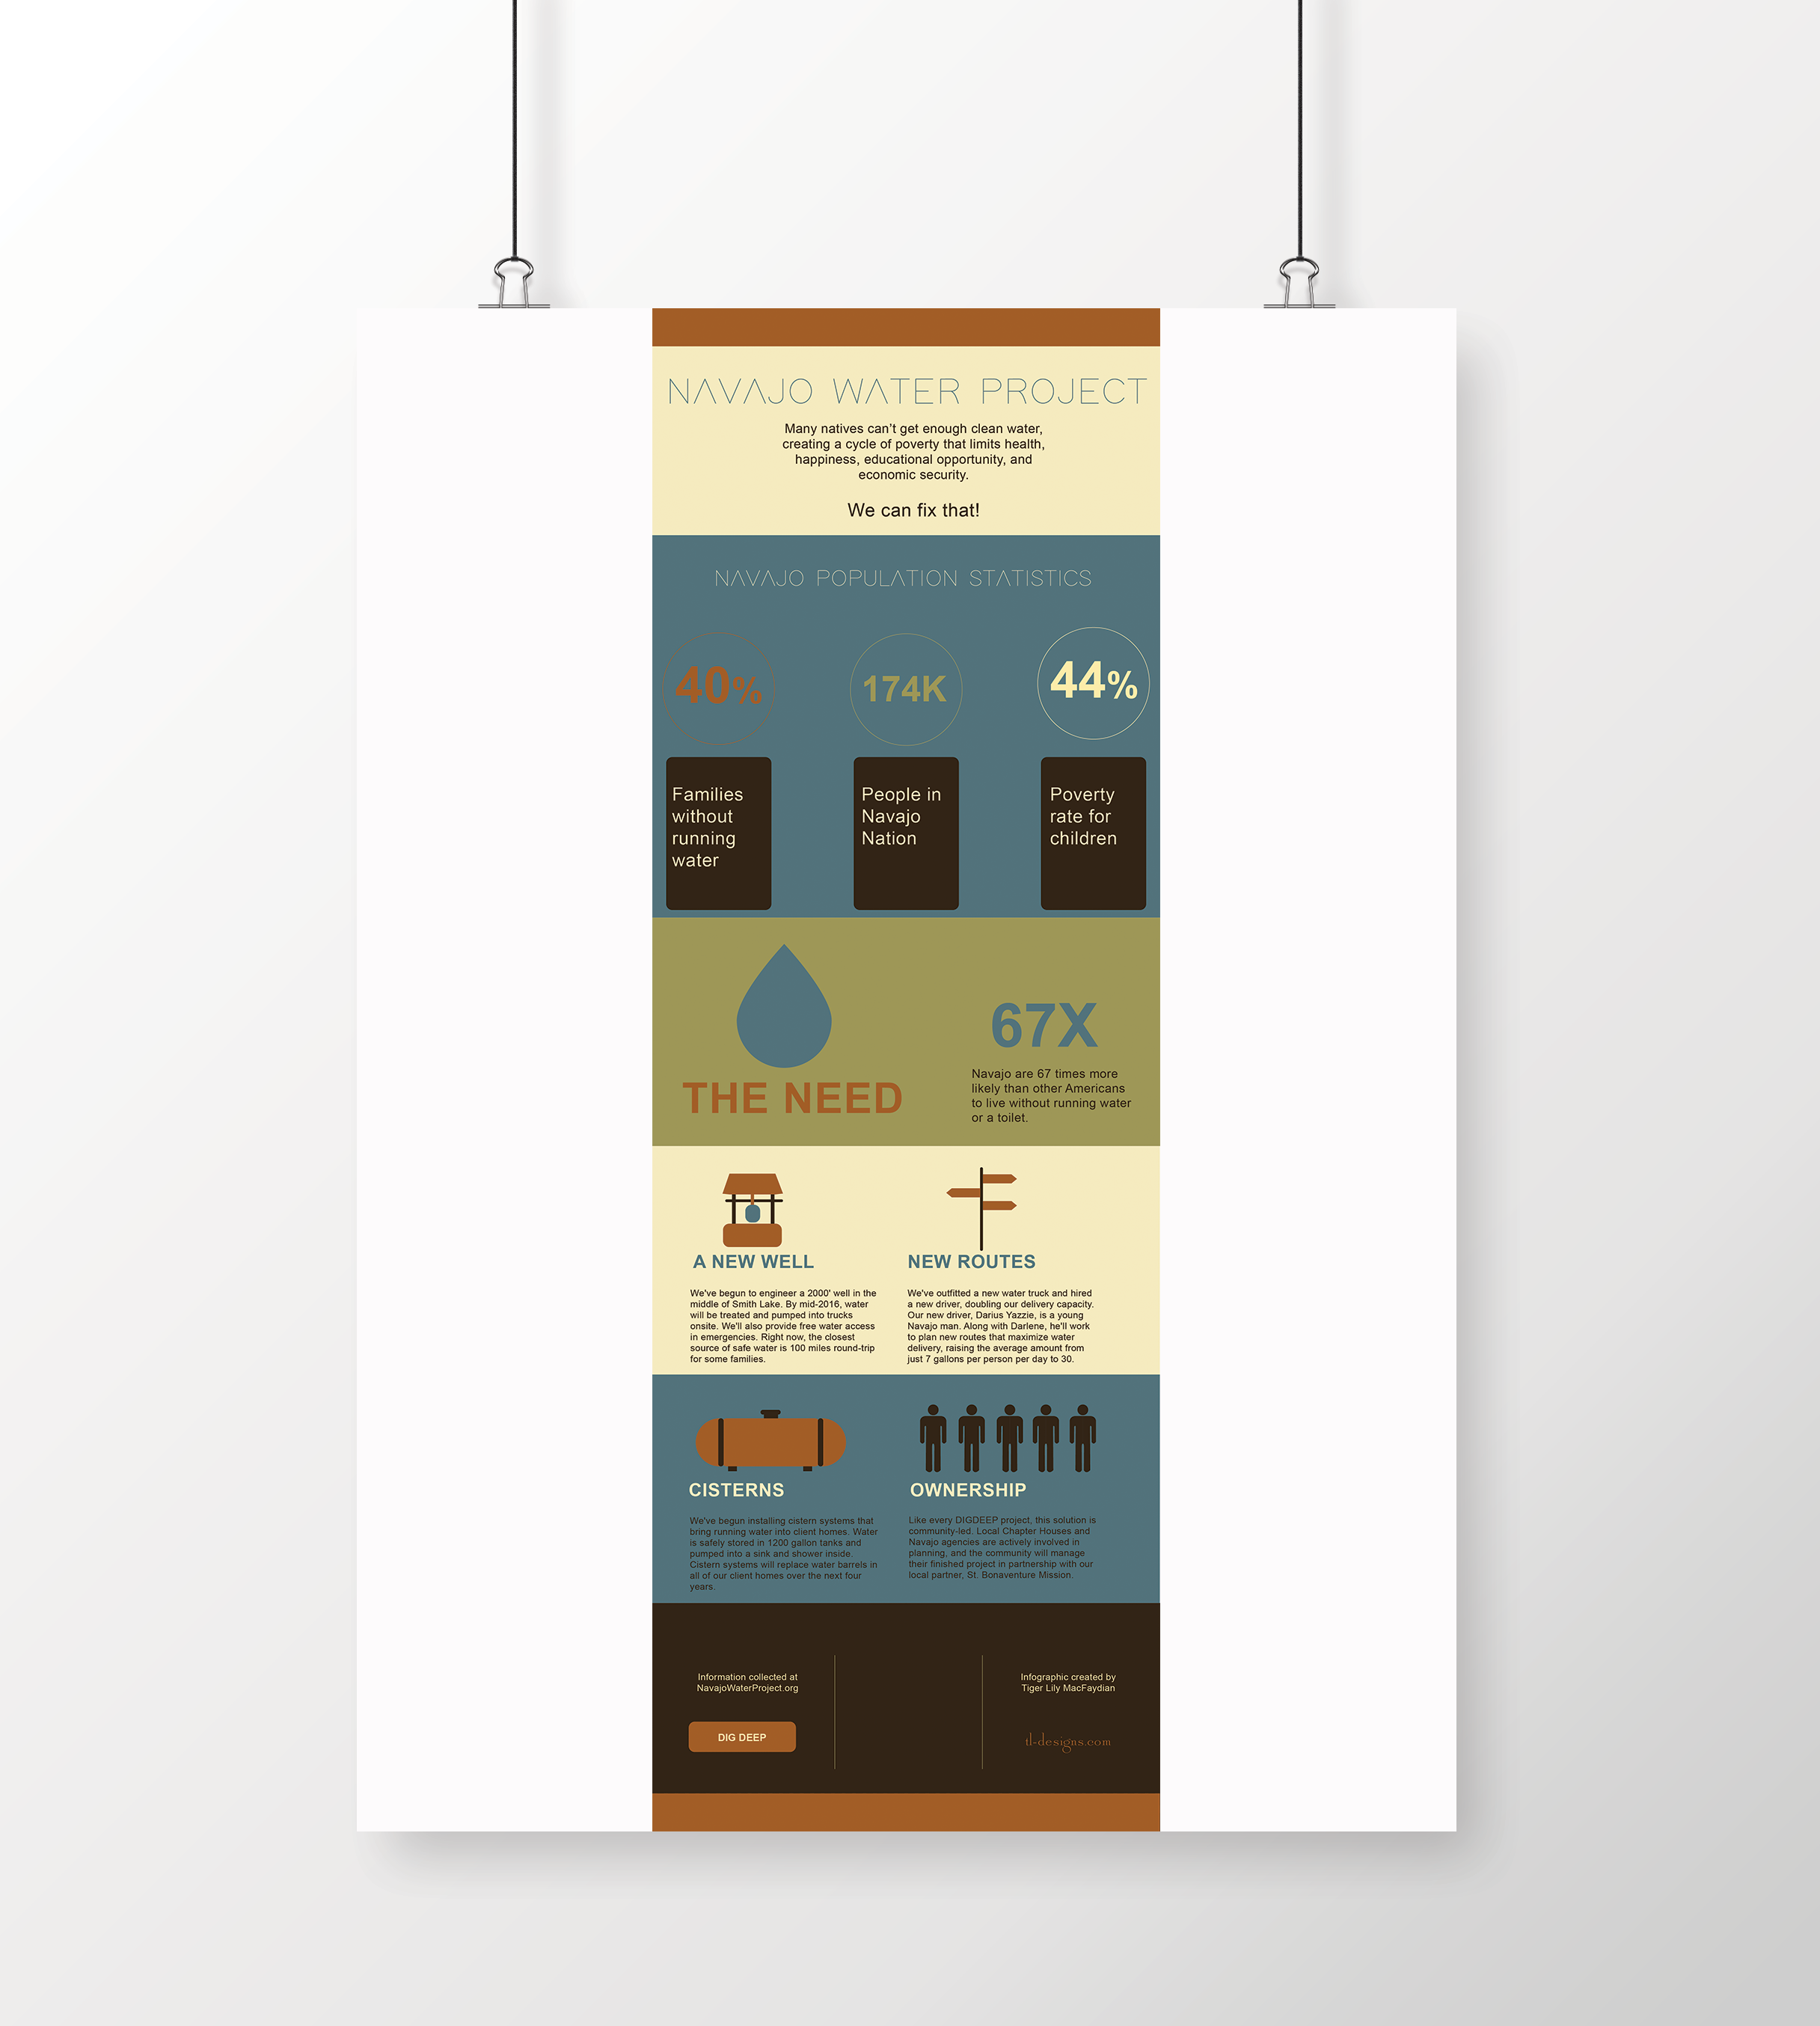 NAVAJO WATER PROJECT
Many natives can't get enough clean water,
creating a cycle of poverty that limits health,
happiness, educational opportunity, and
economic security.
We can fix that!
NAVAJO POPULATION STATISTICS
40%
174K
44%
Families
without
running
water
People in
Navajo
Nation
Poverty
rate for
children
THE NEED
67X
Navajo are 67 times more
likely than other Americans
to live without running water
or a toilet.
A NEW WELL
We've begun to engineer a 2000' well in the
middle of Smith Lake. By mid-2016, water
will be treated and pumped into trucks
onsite. We'll also provide free water access
in emergencies. Right now, the closest
source of safe water is 100 miles round-trip
for some families.
NEW ROUTES
We've outfitted a new water truck and hired
a new driver, doubling our delivery capacity.
Our new driver, Darius Yazzie, is a young
Navajo man. Along with Darlene, he'll work
to plan new routes that maximize water
delivery, raising the average amount from
just 7 gallons per person per day to 30.
CISTERNS
We've begun installing cistern systems that
bring running water into client homes. Water
is safely stored in 1200 gallon tanks and
pumped into a sink and shower inside.
Cistern systems will replace water barrels in
all of our client homes over the next four
years.
OWNERSHIP
Like every DIGDEEP project, this solution is
community-led. Local Chapter Houses and
Navajo agencies are actively involved in
planning, and the community will manage
their finished project in partnership with our
local partner, St. Bonaventure Mission.
Information collected at
NavajoWaterProject.org
DIG DEEP
Infographic created by
Tiger Lily MacFaydian
tl-designs.com